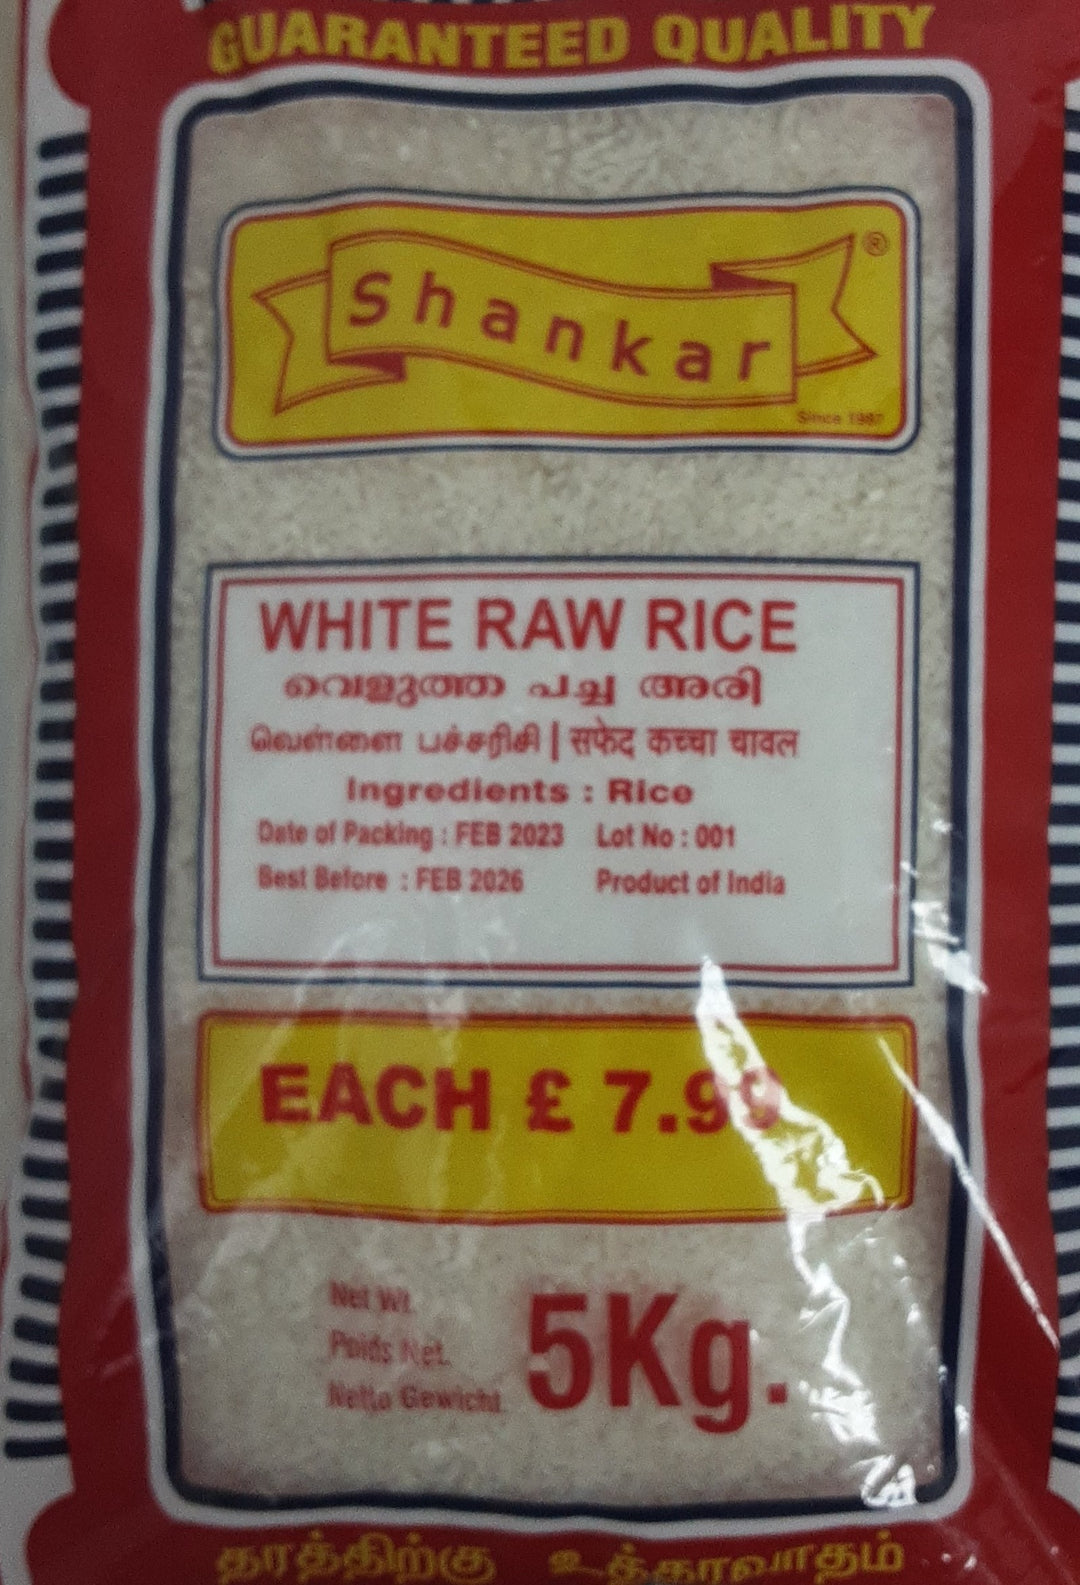 GUARANTEED QUALITY
Shankar ®
Since 1987
WHITE RAW RICE
വെളുത്ത പച്ച അരി
வெள்ளை பச்சரிசி | सफेद कच्चा चावल
Ingredients : Rice
Date of Packing : FEB 2023 Lot No : 001
Best Before : FEB 2026 Product of India
EACH £ 7.99
Net Wt.
Poids Net.
Netto Gewicht.
5Kg.
தரத்திற்கு உத்தரவாதம்